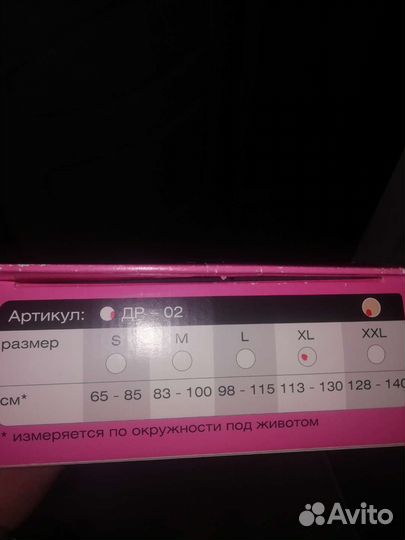 Артикул: ДР - 02
размер S M L XL XXL
см* 65 - 85 83 - 100 98 - 115 113 - 130 128 - 140
* измеряется по окружности под животом
Avito